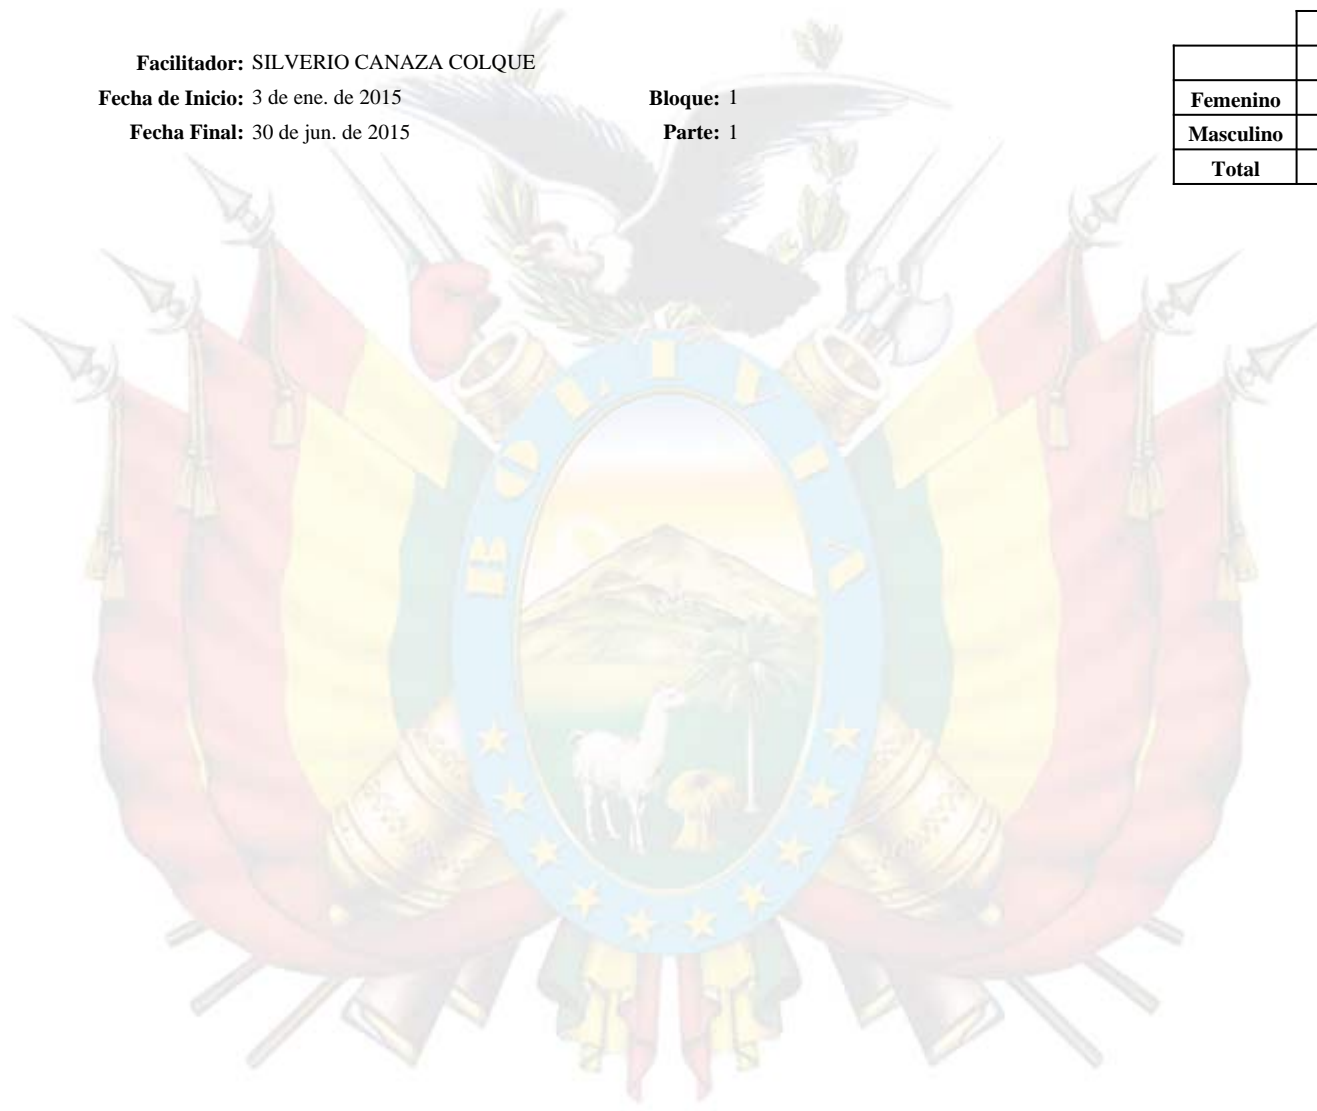 Facilitador: SILVERIO CANAZA COLQUE
Fecha de Inicio: 3 de ene. de 2015 Bloque: 1
Fecha Final: 30 de jun. de 2015 Parte: 1
Femenino
Masculino
Total
BOLIVIA